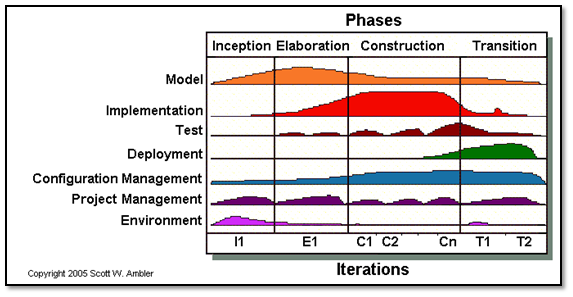 Phases
Inception Elaboration Construction Transition
Model
Implementation
Test
Deployment
Configuration Management
Project Management
Environment
I1 E1 C1 C2 Cn T1 T2
Copyright 2005 Scott W. Ambler
Iterations